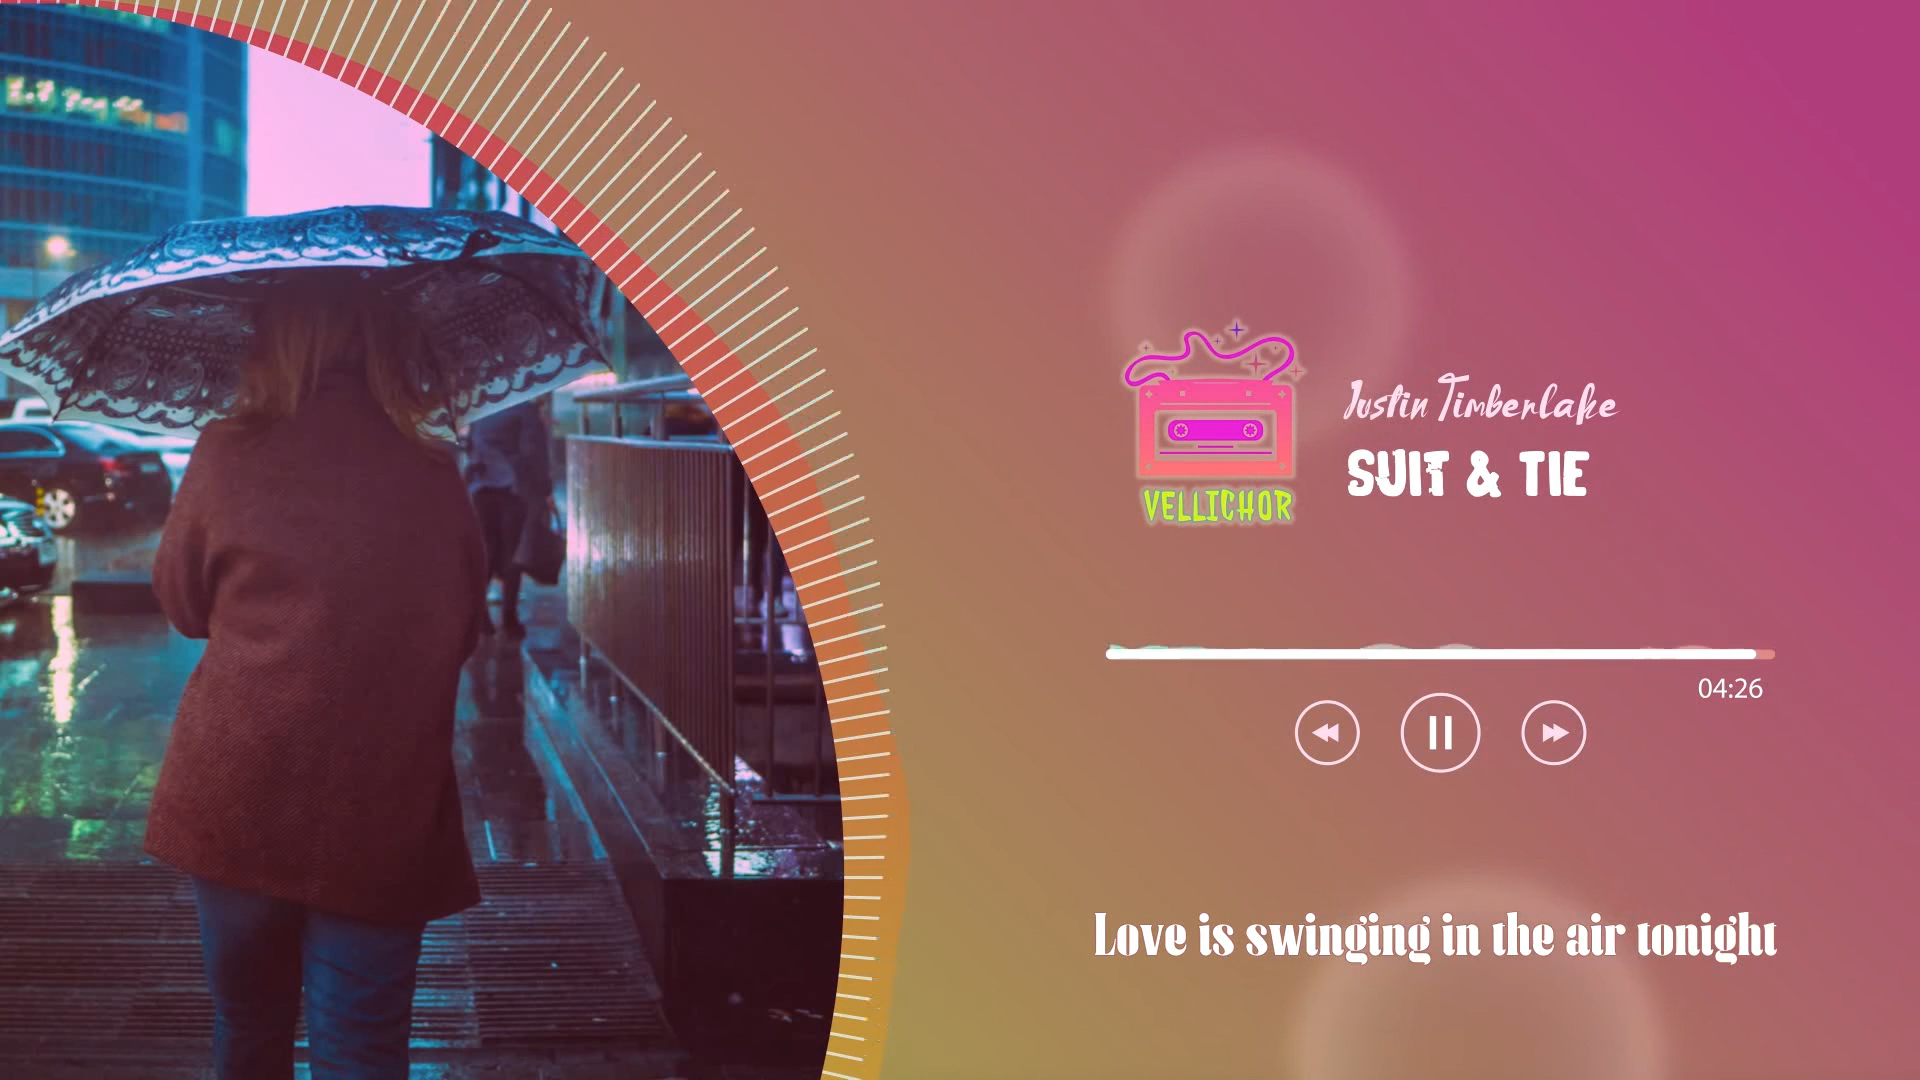 Justin Timberlake
SUIT & TIE
VELLICHOR
04:26
Love is swinging in the air tonight